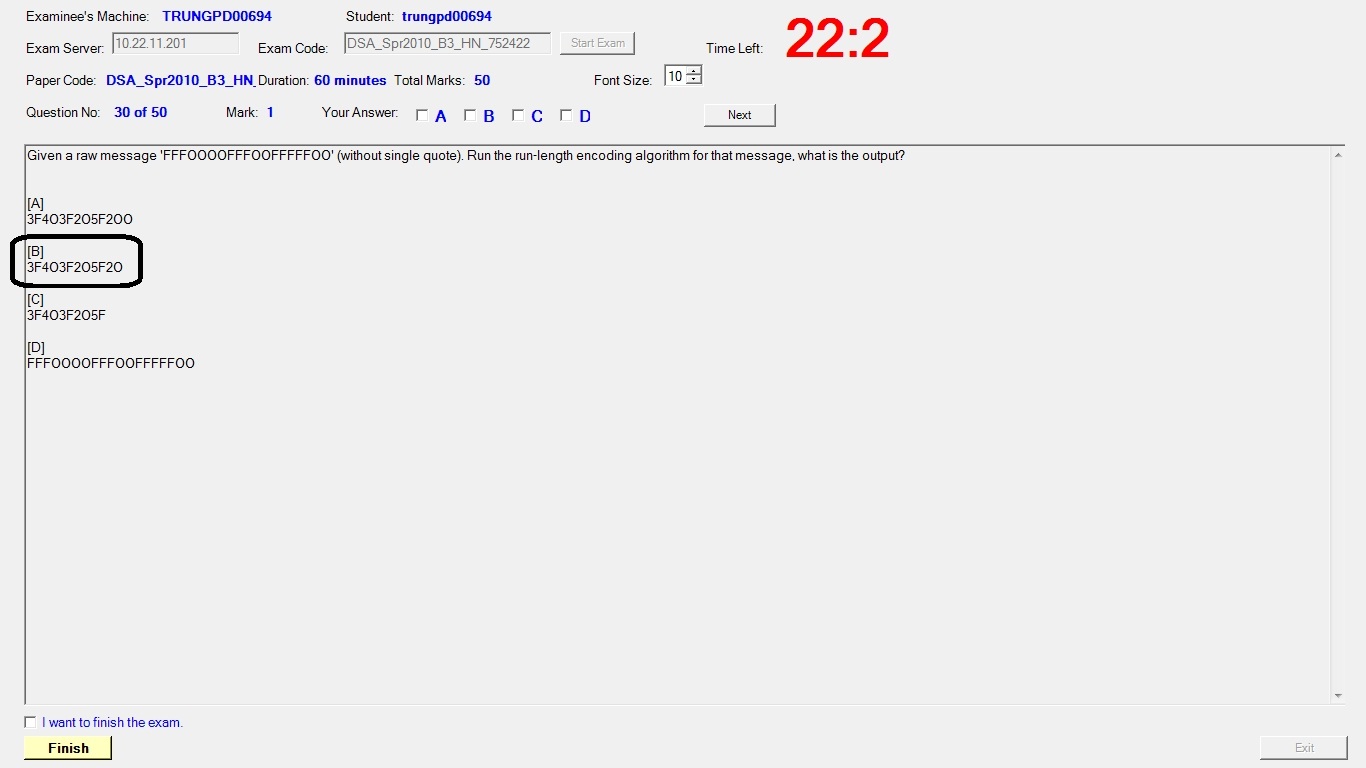 Examinee's Machine: TRUNGPD00694 Student: trungpd00694
Exam Server: 10.22.11.201 Exam Code: DSA_Spr2010_B3_HN_752422 Start Exam Time Left: 22:2
Paper Code: DSA_Spr2010_B3_HN_ Duration: 60 minutes Total Marks: 50 Font Size: 10
Question No: 30 of 50 Mark: 1 Your Answer: A B C D Next
Given a raw message 'FFFOOOOFFFOOFFFFFOO' (without single quote). Run the run-length encoding algorithm for that message, what is the output?
[A]
3F4O3F2O5F2OO
[B]
3F4O3F2O5F2O
[C]
3F4O3F2O5F
[D]
FFFOOOOFFFOOFFFFFOO
I want to finish the exam.
Finish Exit